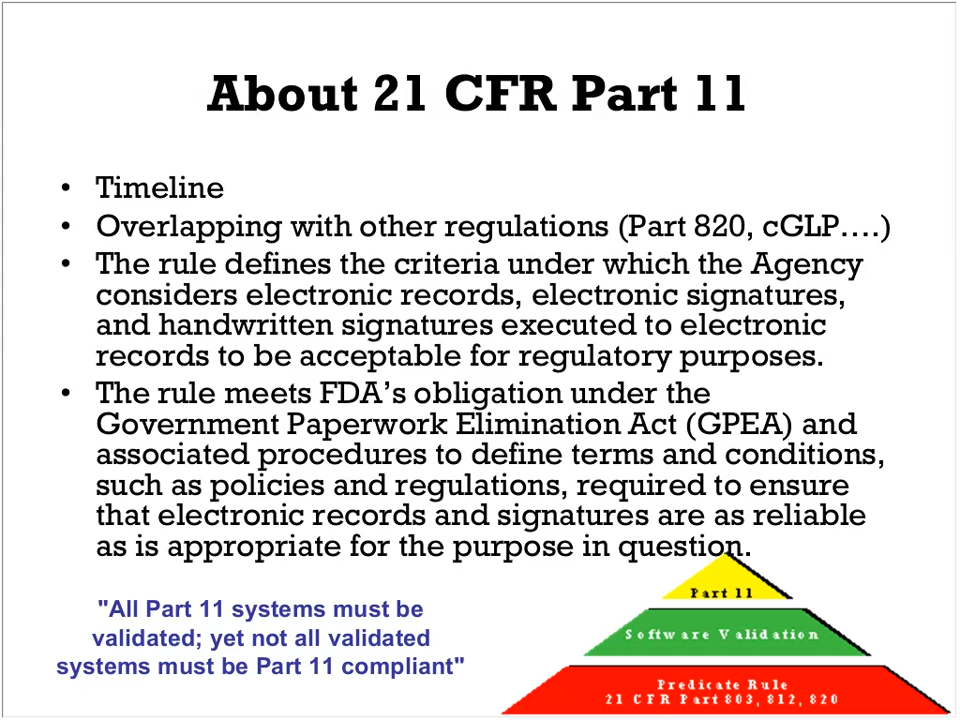 About 21 CFR Part 11
• Timeline
• Overlapping with other regulations (Part 820, cGLP….)
• The rule defines the criteria under which the Agency
considers electronic records, electronic signatures,
and handwritten signatures executed to electronic
records to be acceptable for regulatory purposes.
• The rule meets FDA’s obligation under the
Government Paperwork Elimination Act (GPEA) and
associated procedures to define terms and conditions,
such as policies and regulations, required to ensure
that electronic records and signatures are as reliable
as is appropriate for the purpose in question.
"All Part 11 systems must be
validated; yet not all validated
systems must be Part 11 compliant"
Part 11
Software Validation
Predicate Rule
21 CFR Part 803, 812, 820